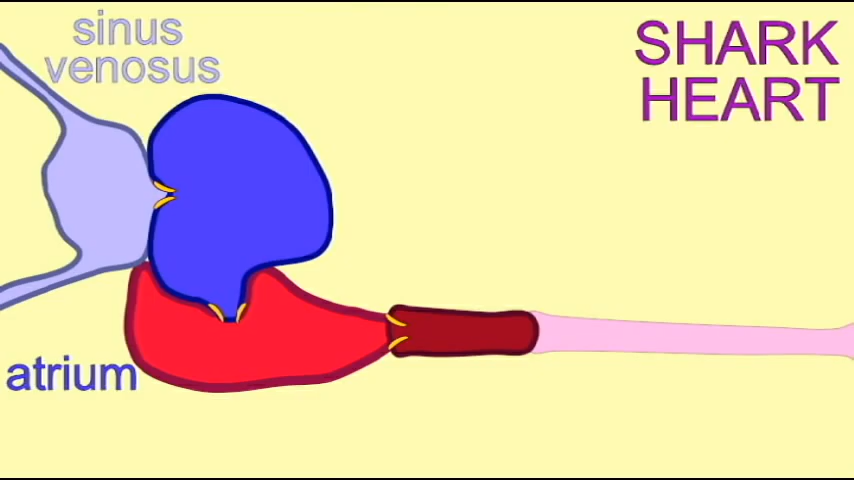 sinus
venosus
SHARK
HEART
atrium